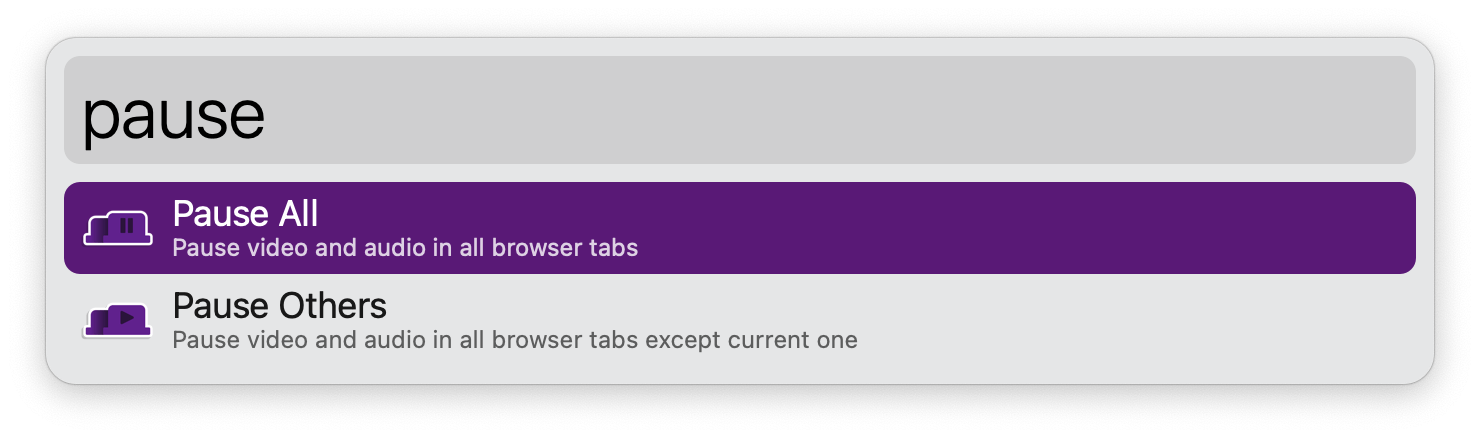 pause
Pause All
Pause video and audio in all browser tabs
Pause Others
Pause video and audio in all browser tabs except current one